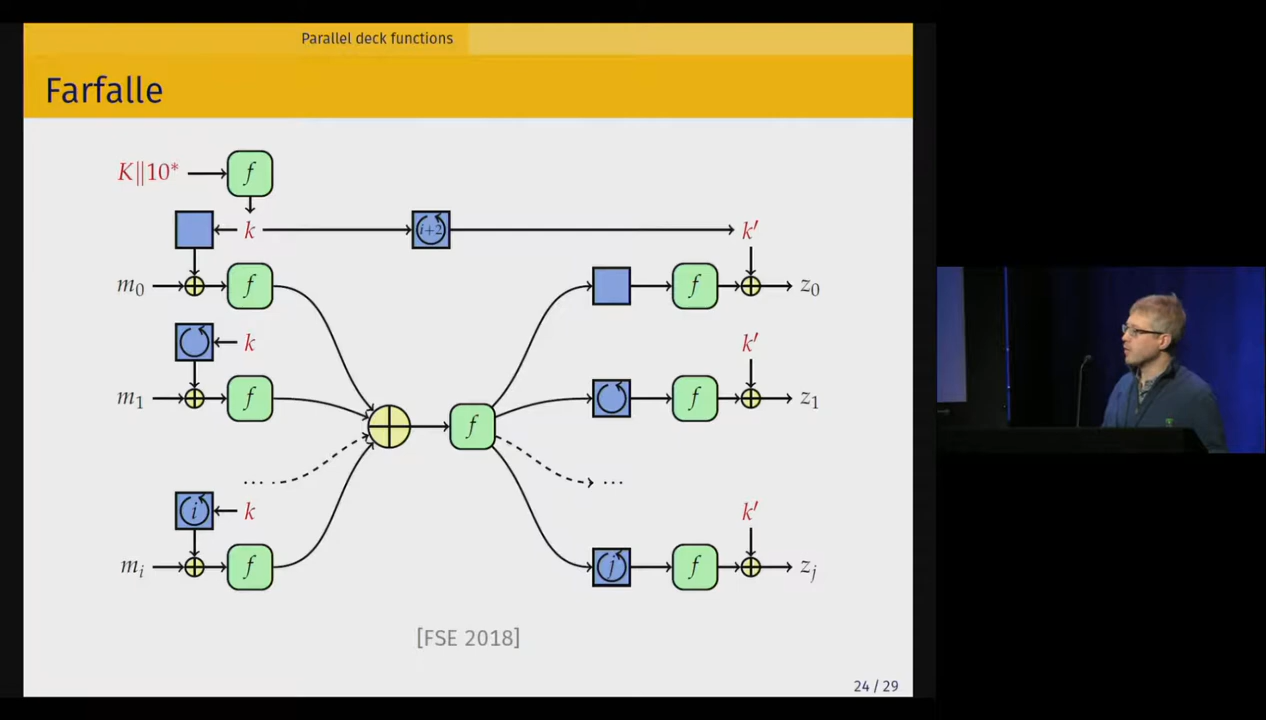 Parallel deck functions
Farfalle
K||10* f
k i+2 k′
m₀ f f z₀
k k′
m₁ f f f z₁
... ...
i k k′
mᵢ f j f zⱼ
[FSE 2018]
24 / 29